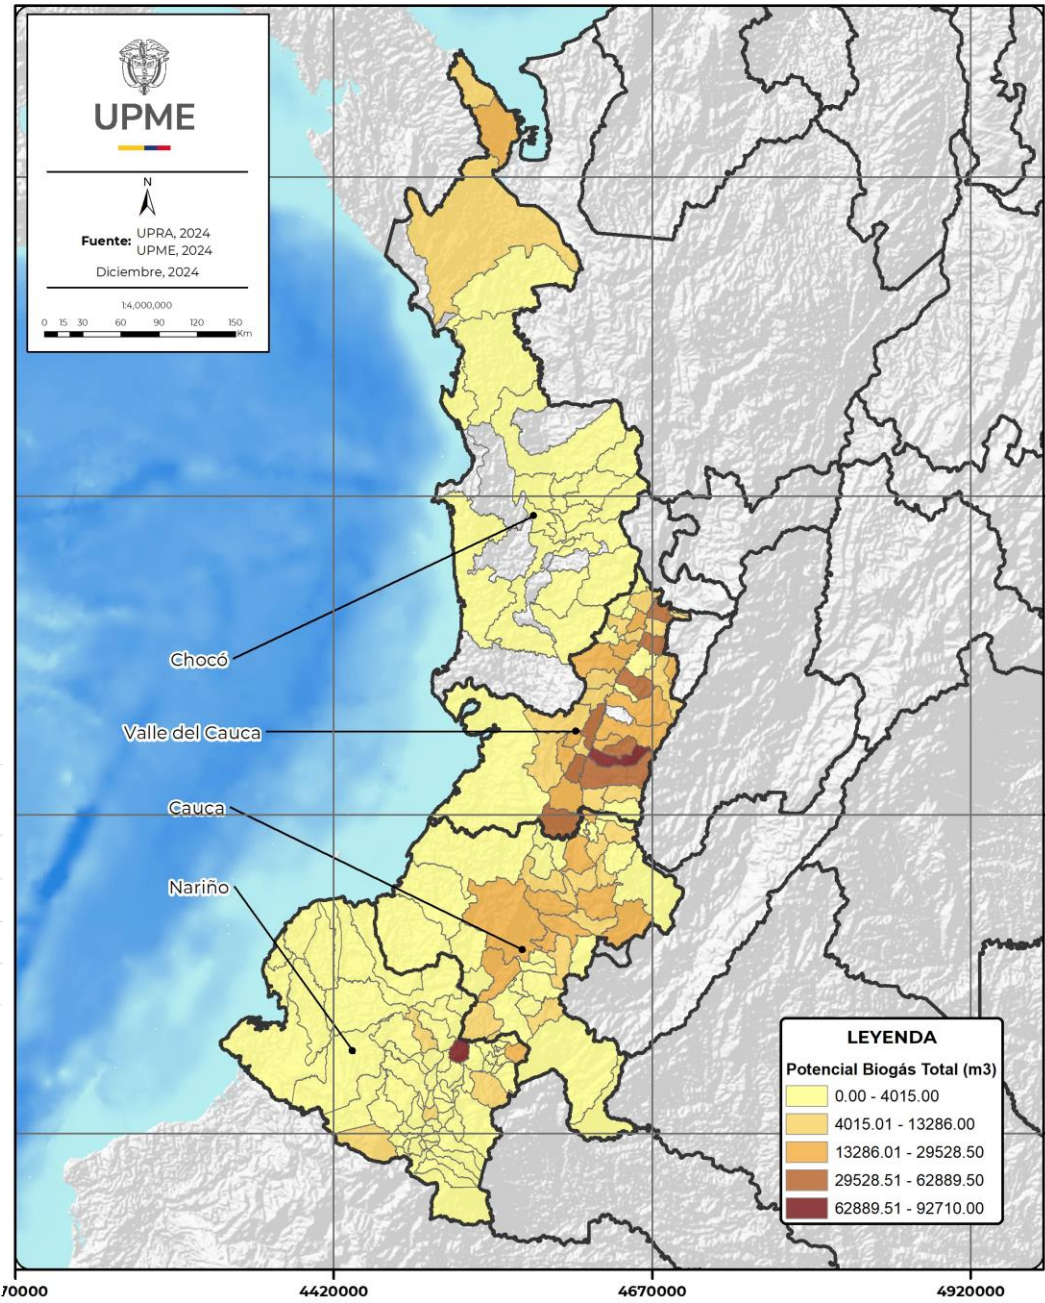 UPME
N
Fuente: UPRA, 2024
UPME, 2024
Diciembre, 2024
1:4,000,000
0 15 30 60 90 120 150
Km
Chocó
Valle del Cauca
Cauca
Nariño
LEYENDA
Potencial Biogás Total (m3)
0.00 - 4015.00
4015.01 - 13286.00
13286.01 - 29528.50
29528.51 - 62889.50
62889.51 - 92710.00
70000 4420000 4670000 4920000